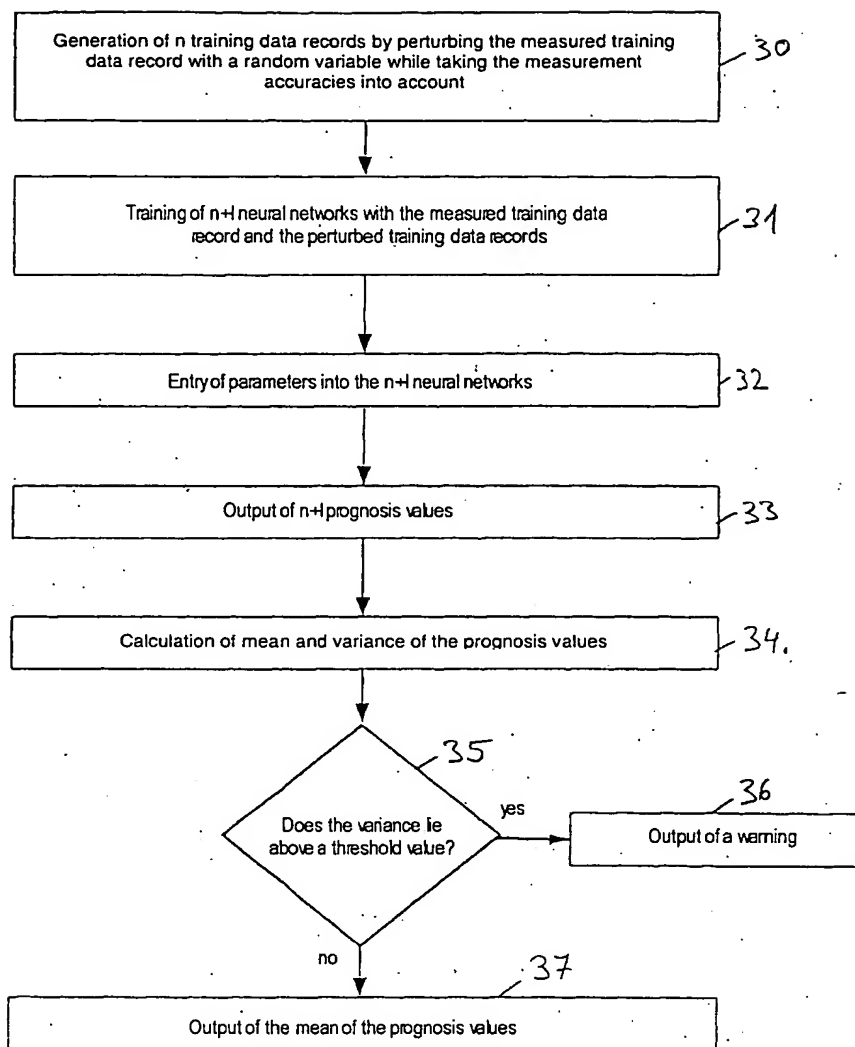 Generation of n training data records by perturbing the measured training
data record with a random variable while taking the measurement
accuracies into account
30
Training of n+1 neural networks with the measured training data
record and the perturbed training data records
31
Entry of parameters into the n+1 neural networks
32
Output of n+1 prognosis values
33
Calculation of mean and variance of the prognosis values
34.
35
Does the variance lie
above a threshold value?
yes
36
Output of a warning
no
37
Output of the mean of the prognosis values